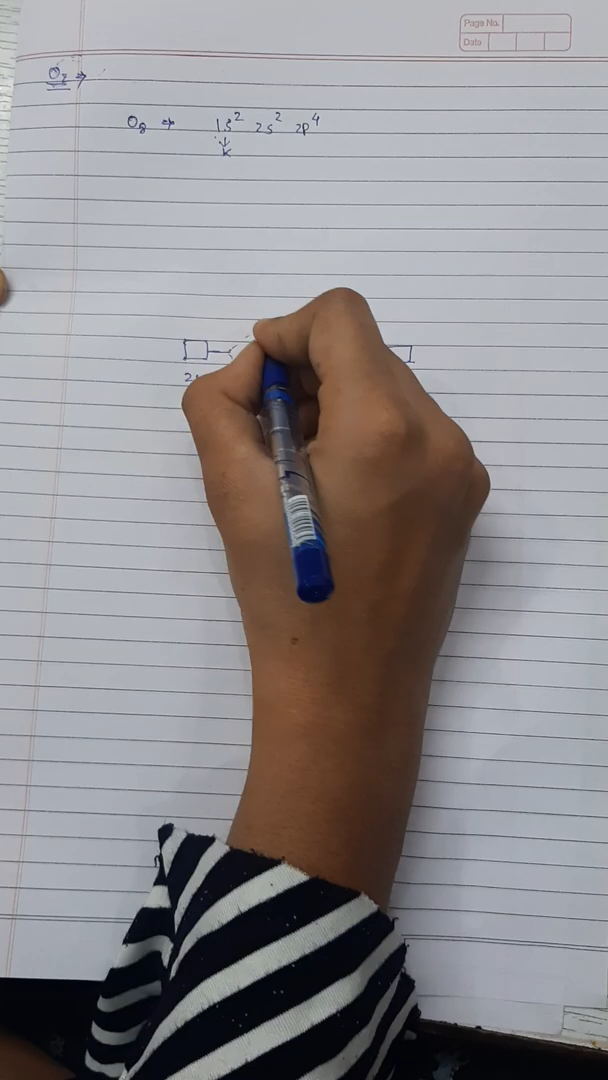 Page No.
Date
O₂ ⇒
O₈ ⇒ 1s² 2s² 2p⁴
↓
K